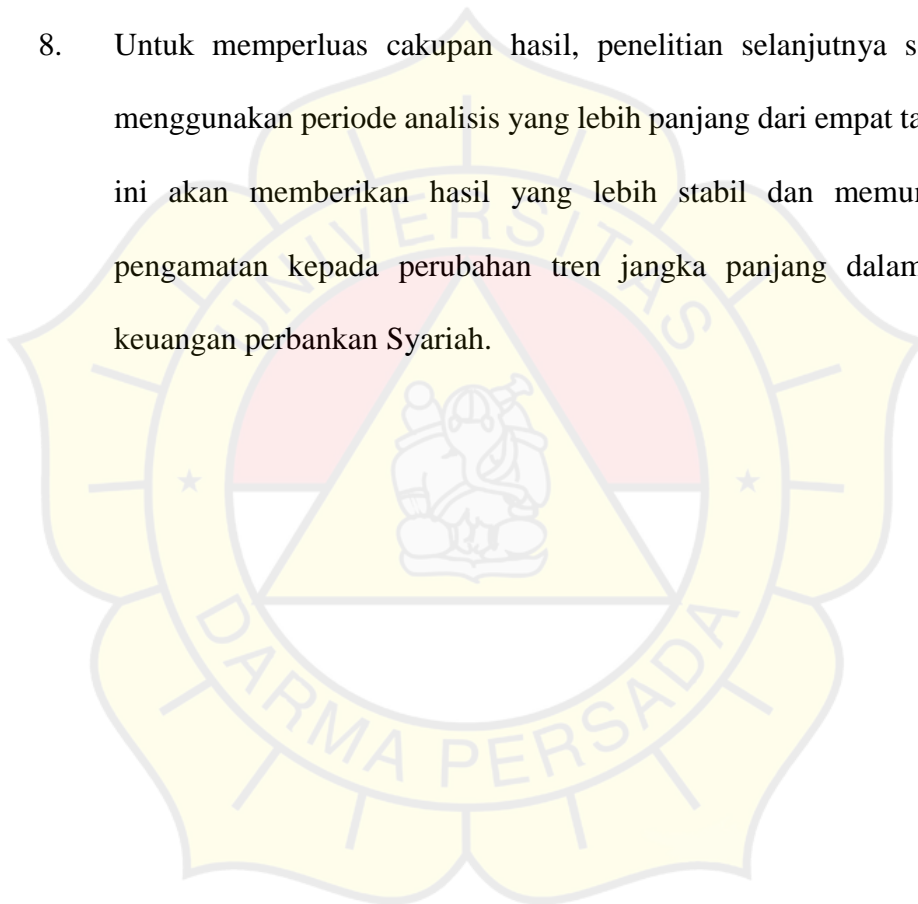 8. Untuk memperluas cakupan hasil, penelitian selanjutnya
menggunakan periode analisis yang lebih panjang dari empat
ini akan memberikan hasil yang lebih stabil dan
pengamatan kepada perubahan tren jangka panjang dalam
keuangan perbankan Syariah.
UNIVERSITAS
DARMA PERSADA